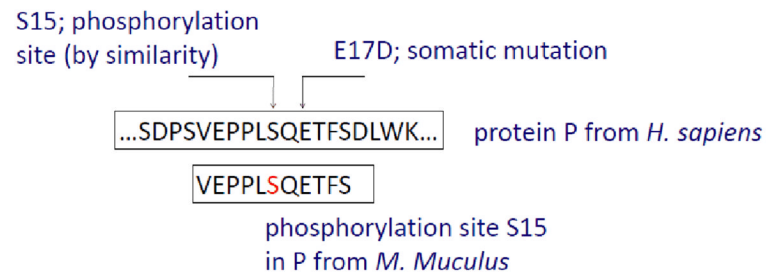 S15; phosphorylation
site (by similarity)
E17D; somatic mutation
...SDPSVEPPLSQETFSDLWK...
protein P from H. sapiens
VEPPLSQETFS
phosphorylation site S15
in P from M. Muculus